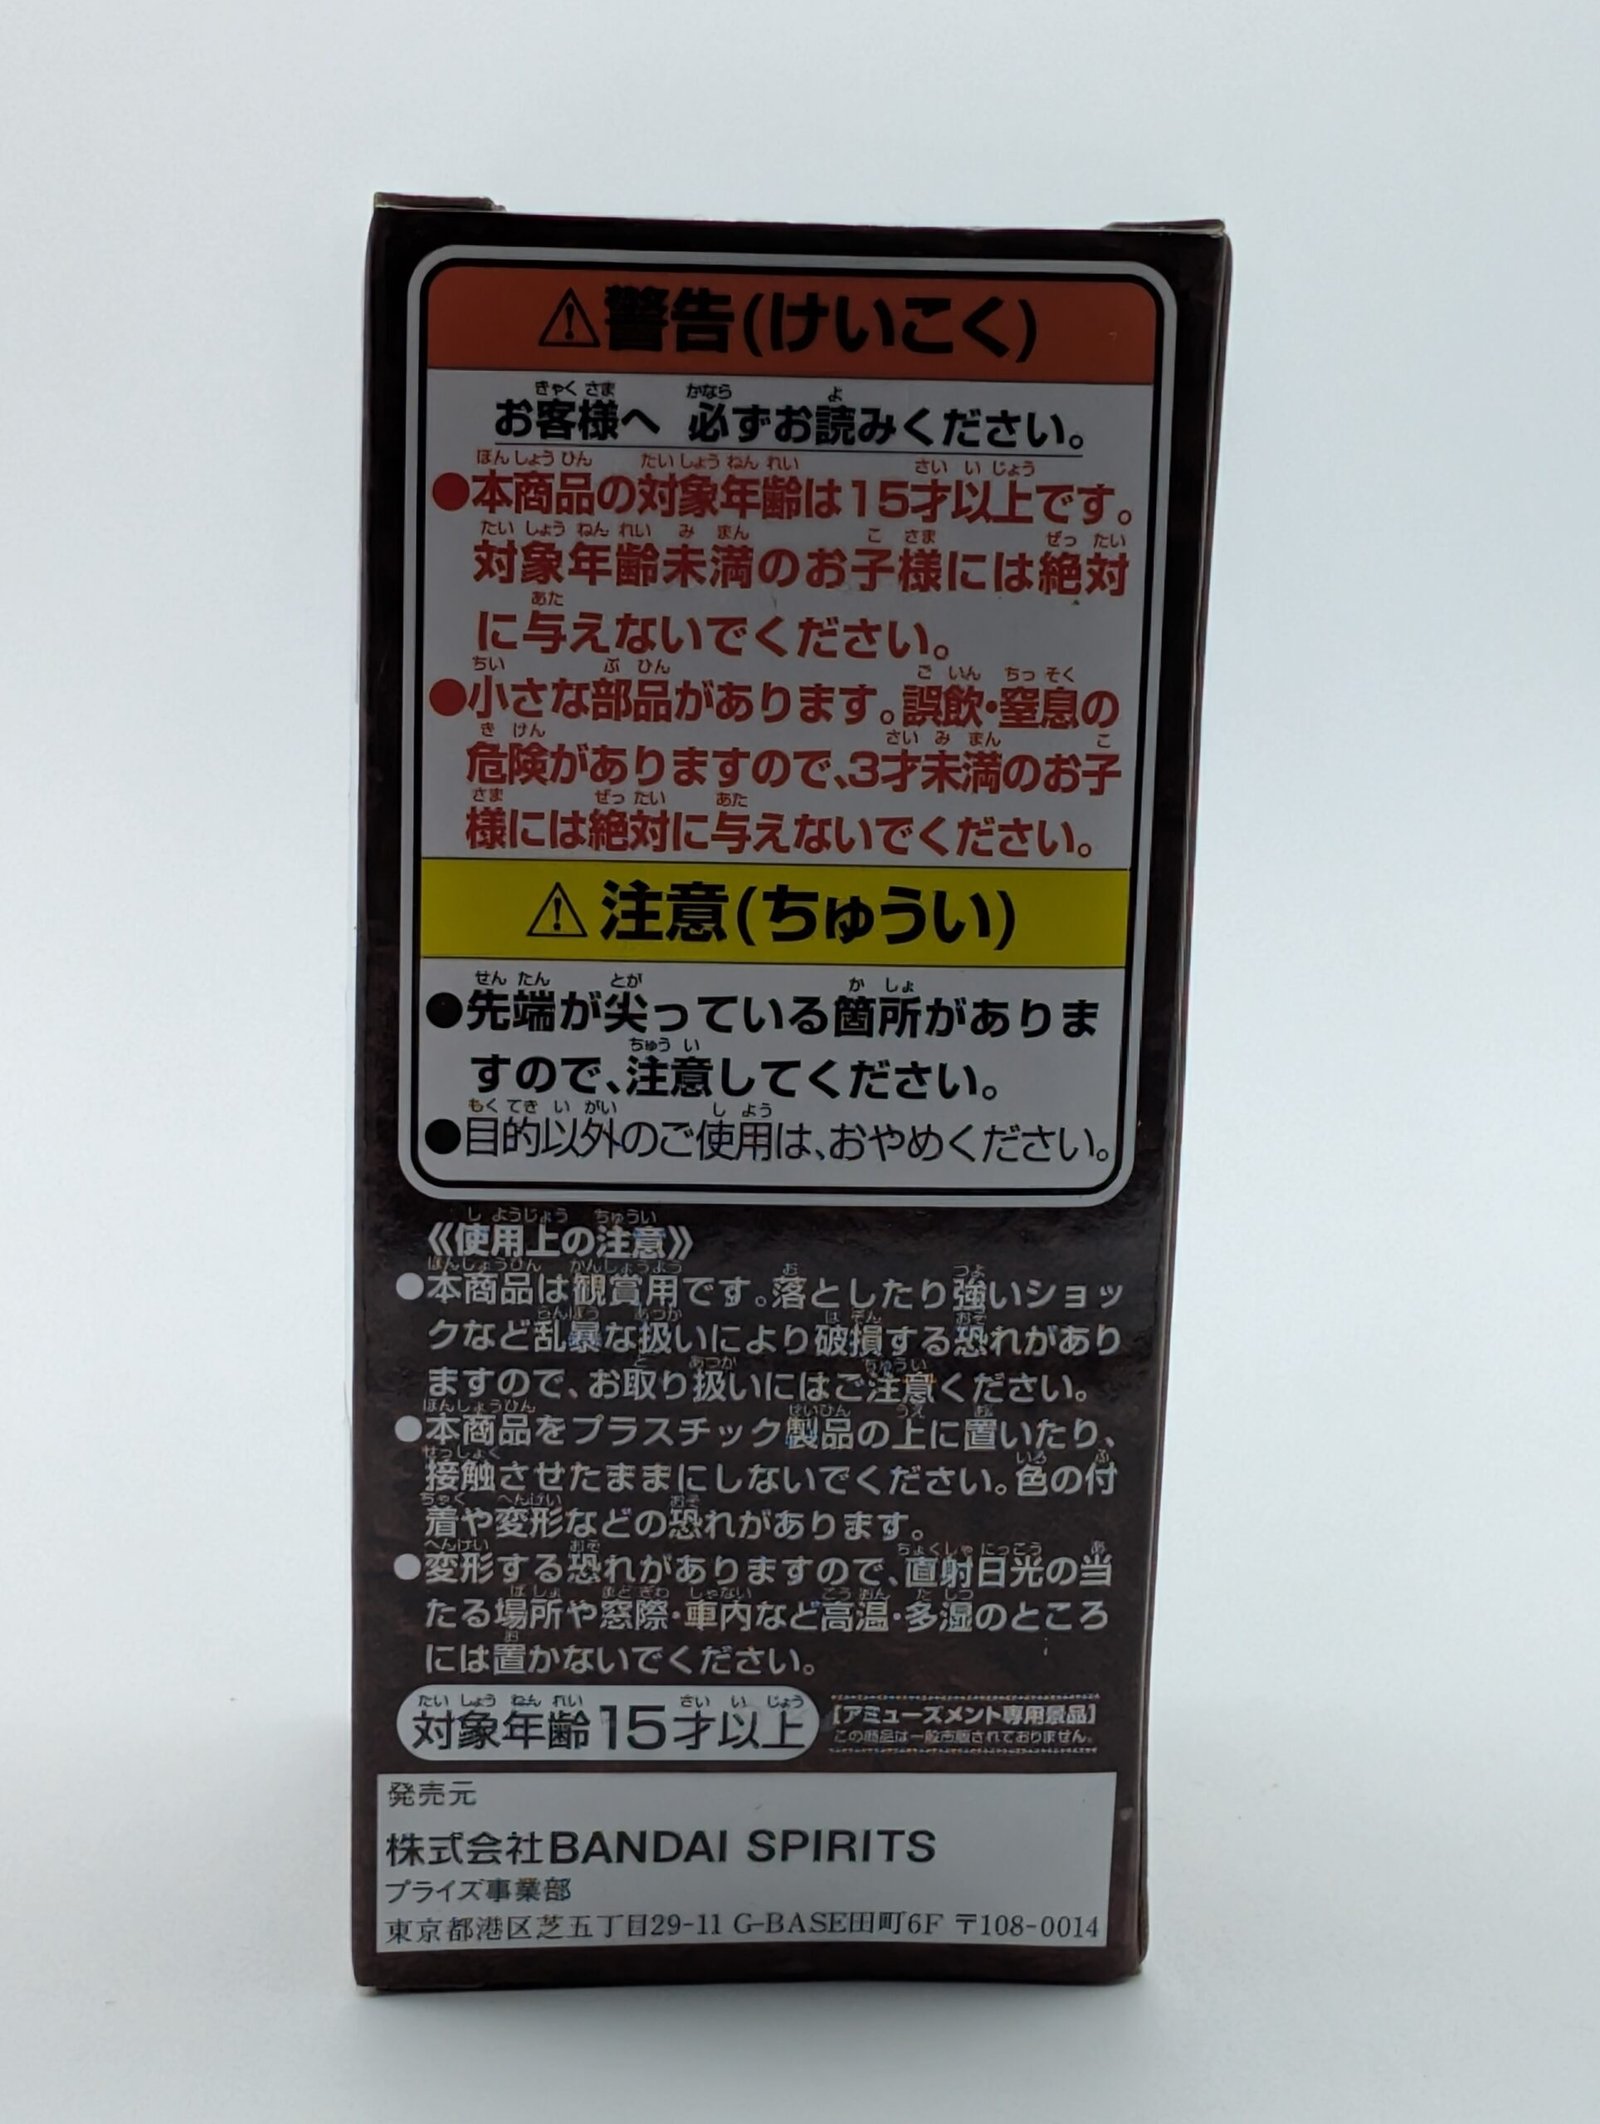 ⚠警告(けいこく)
お客様へ 必ずお読みください。
●本商品の対象年齢は15才以上です。
対象年齢未満のお子様には絶対
に与えないでください。
●小さな部品があります。誤飲・窒息の
危険がありますので、3才未満のお子
様には絶対に与えないでください。
⚠注意(ちゅうい)
●先端が尖っている箇所がありま
すので、注意してください。
●目的以外のご使用は、おやめください。
《使用上の注意》
●本商品は観賞用です。落としたり強いショッ
クなど乱暴な扱いにより破損する恐れがあり
ますので、お取り扱いにはご注意ください。
●本商品をプラスチック製品の上に置いたり、
接触させたままにしないでください。色の付
着や変形などの恐れがあります。
●変形する恐れがありますので、直射日光の当
たる場所や窓際・車内など高温・多湿のところ
には置かないでください。
対象年齢15才以上
[アミューズメント専用景品]
この商品は一般市販されておりません。
発売元
株式会社BANDAI SPIRITS
プライズ事業部
東京都港区芝五丁目29-11 G-BASE田町6F 〒108-0014